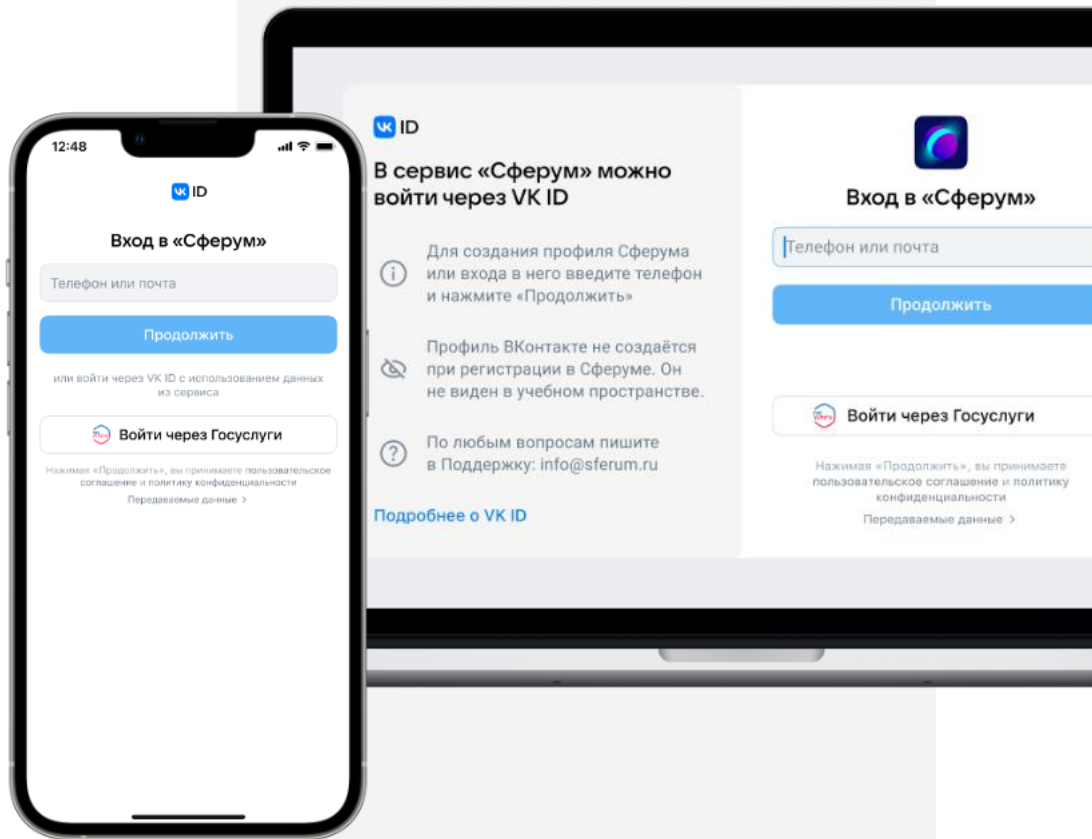 12:48
VK ID
Вход в «Сферум»
Телефон или почта
Продолжить
или войти через VK ID с использованием данных
из сервиса
Войти через Госуслуги
Нажимая «Продолжить», вы принимаете пользовательское
соглашение и политику конфиденциальности
Передаваемые данные >
VK ID
В сервис «Сферум» можно
войти через VK ID
Для создания профиля Сферума
или входа в него введите телефон
и нажмите «Продолжить»
Профиль ВКонтакте не создаётся
при регистрации в Сферуме. Он
не виден в учебном пространстве.
По любым вопросам пишите
в Поддержку: info@sferum.ru
Подробнее о VK ID
Вход в «Сферум»
Телефон или почта
Продолжить
Войти через Госуслуги
Нажимая «Продолжить», вы принимаете
пользовательское соглашение и политику
конфиденциальности
Передаваемые данные >